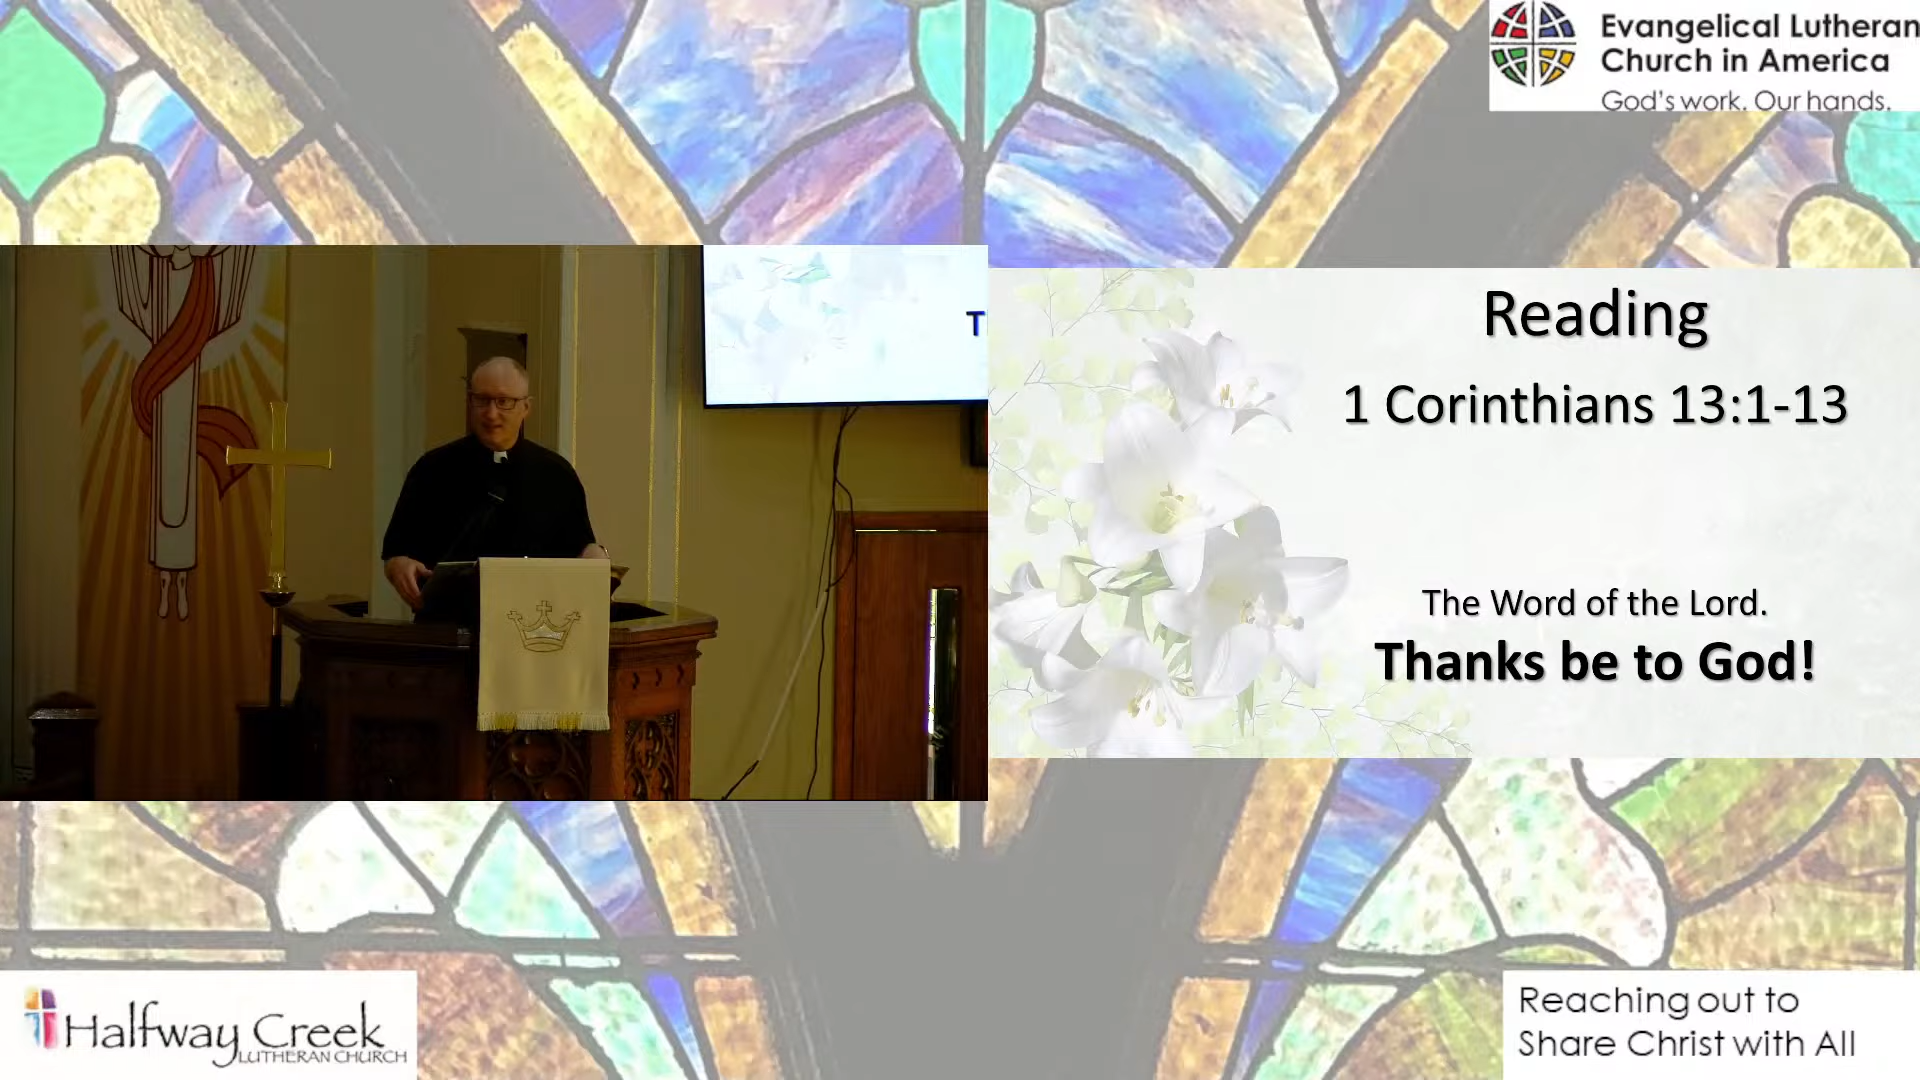 Evangelical Lutheran
Church in America
God's work. Our hands.
T
Reading
1 Corinthians 13:1-13
The Word of the Lord.
Thanks be to God!
Halfway Creek
LUTHERAN CHURCH
Reaching out to
Share Christ with All